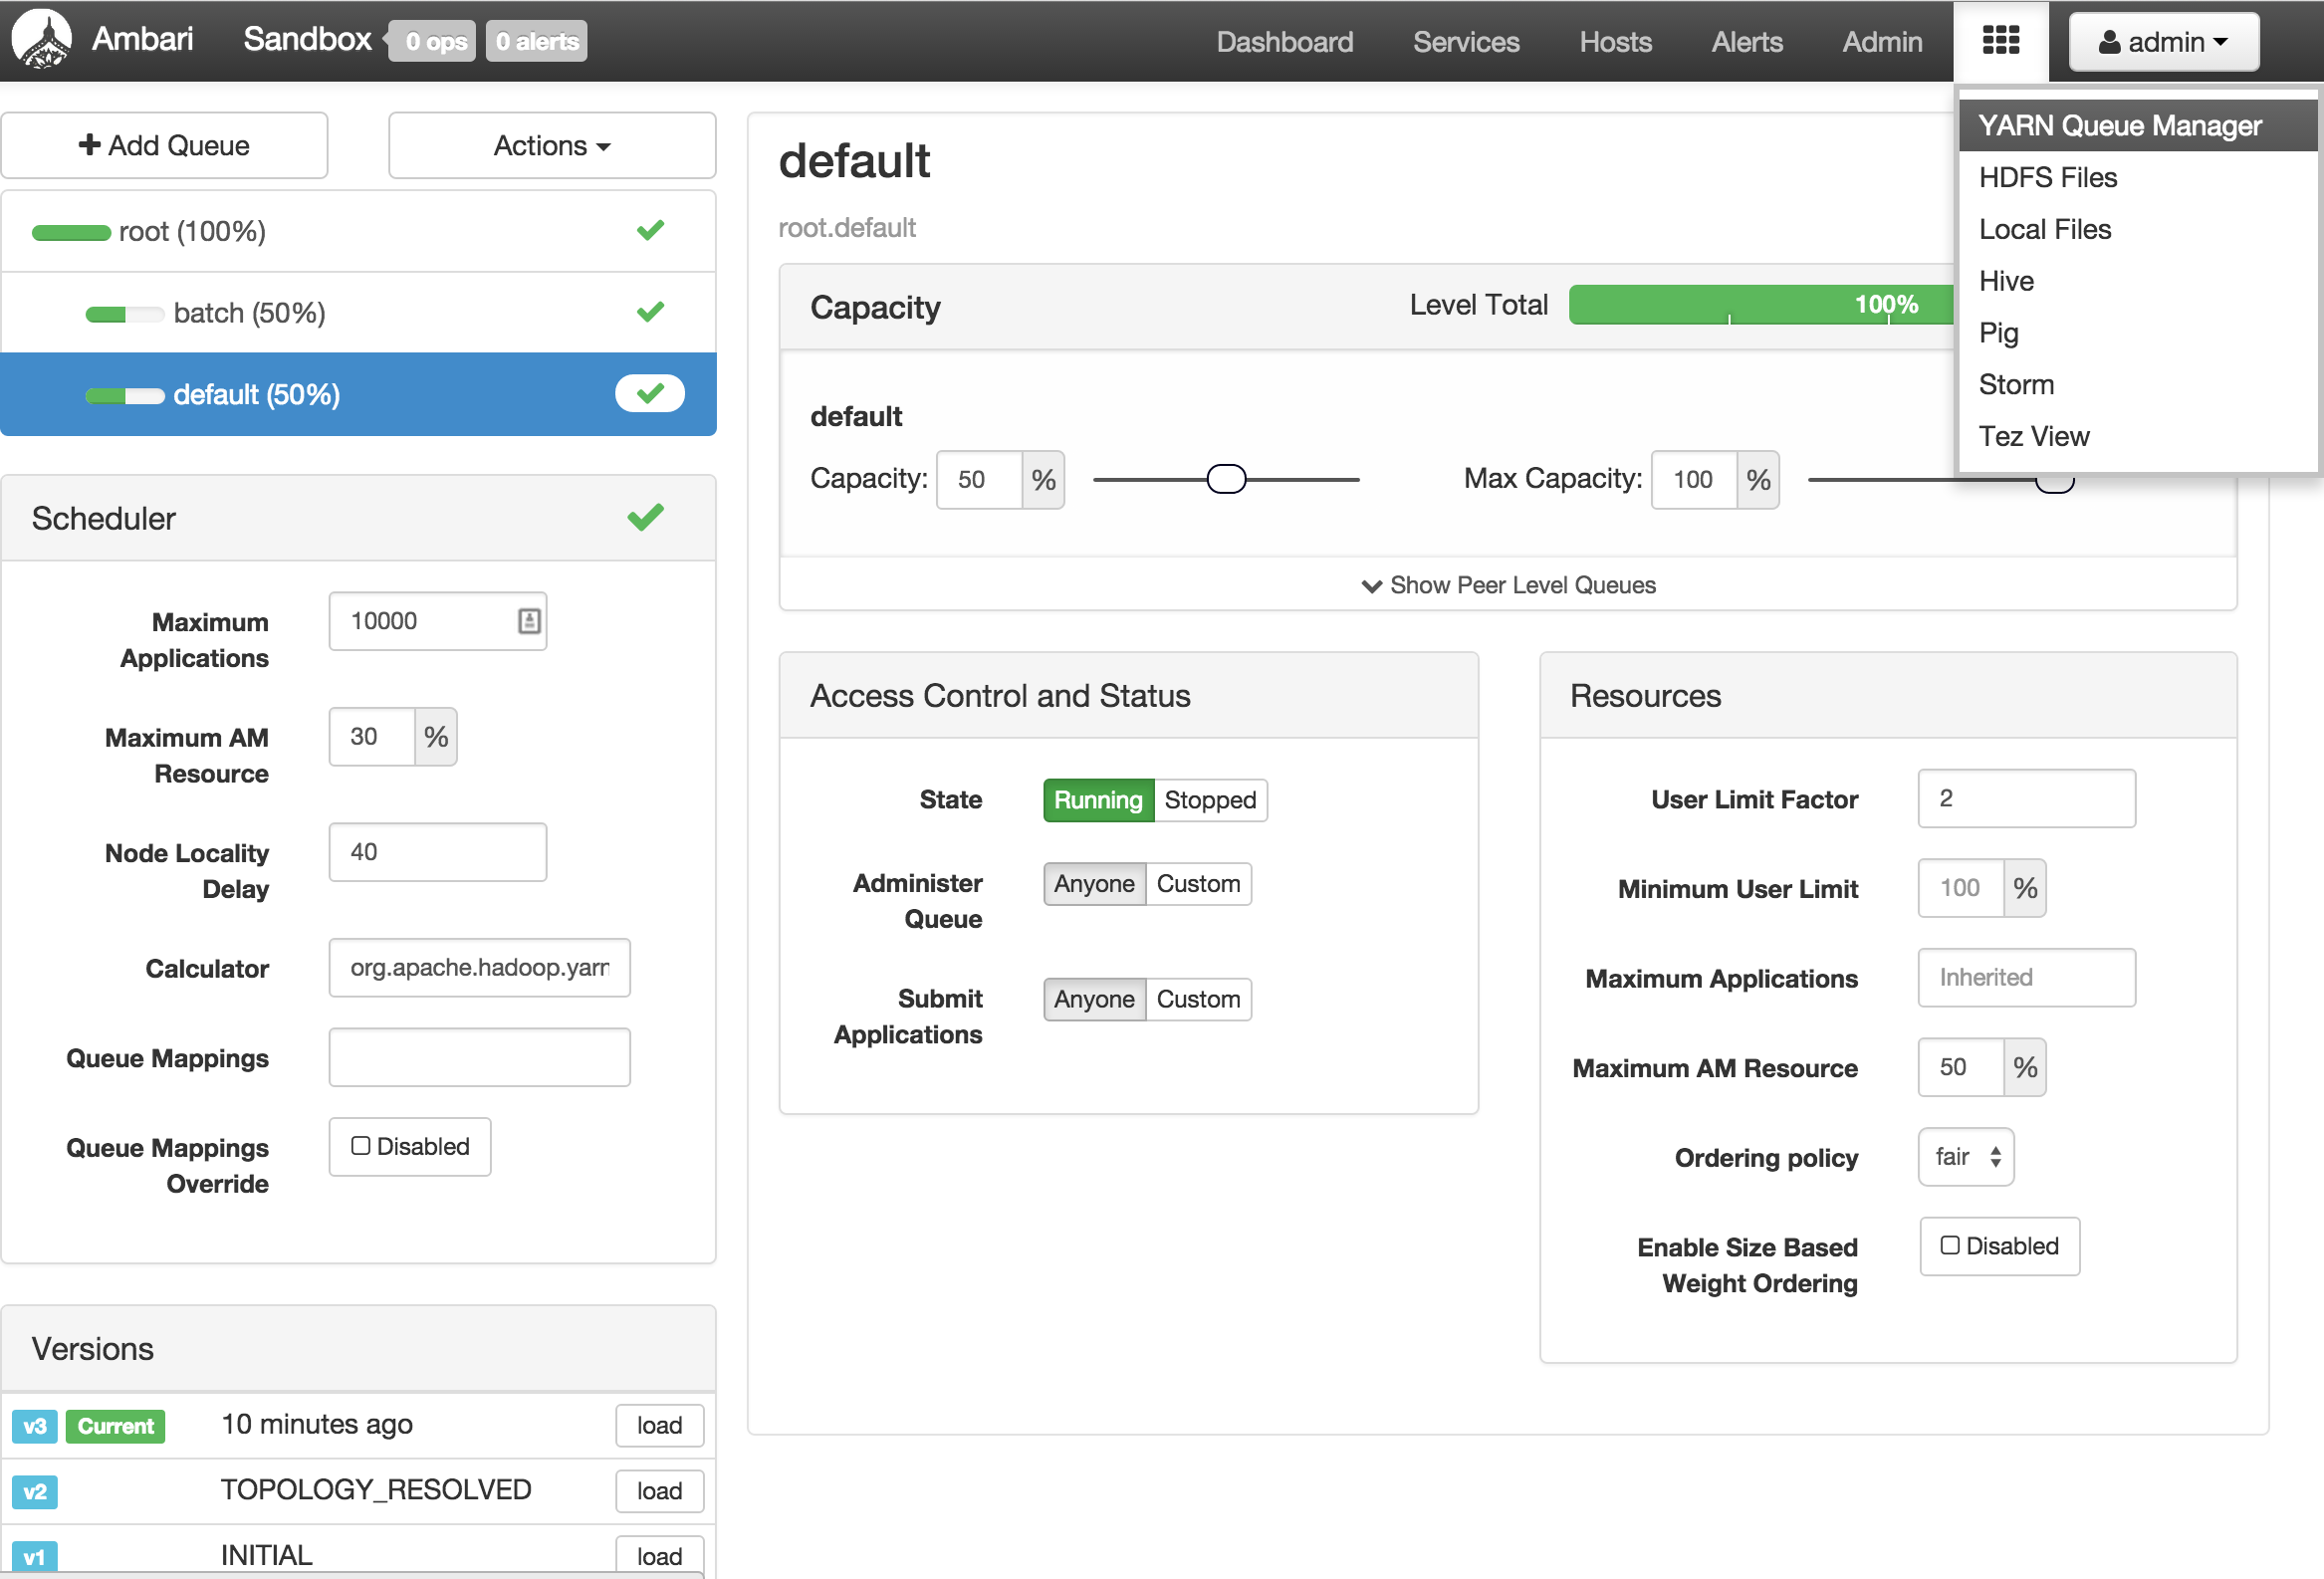 Ambari Sandbox 0 ops 0 alerts Dashboard Services Hosts Alerts Admin admin
YARN Queue Manager
HDFS Files
Local Files
Hive
Pig
Storm
Tez View
Add Queue Actions
root (100%)
batch (50%)
default (50%)
Scheduler
Maximum Applications 10000
Maximum AM Resource 30 %
Node Locality Delay 40
Calculator org.apache.hadoop.yarn
Queue Mappings
Queue Mappings Override Disabled
Versions
v3 Current 10 minutes ago load
v2 TOPOLOGY_RESOLVED load
v1 INITIAL load
default
root.default
Capacity Level Total 100%
default
Capacity: 50 % Max Capacity: 100 %
Show Peer Level Queues
Access Control and Status
State Running Stopped
Administer Queue Anyone Custom
Submit Applications Anyone Custom
Resources
User Limit Factor 2
Minimum User Limit 100 %
Maximum Applications Inherited
Maximum AM Resource 50 %
Ordering policy fair
Enable Size Based Weight Ordering Disabled